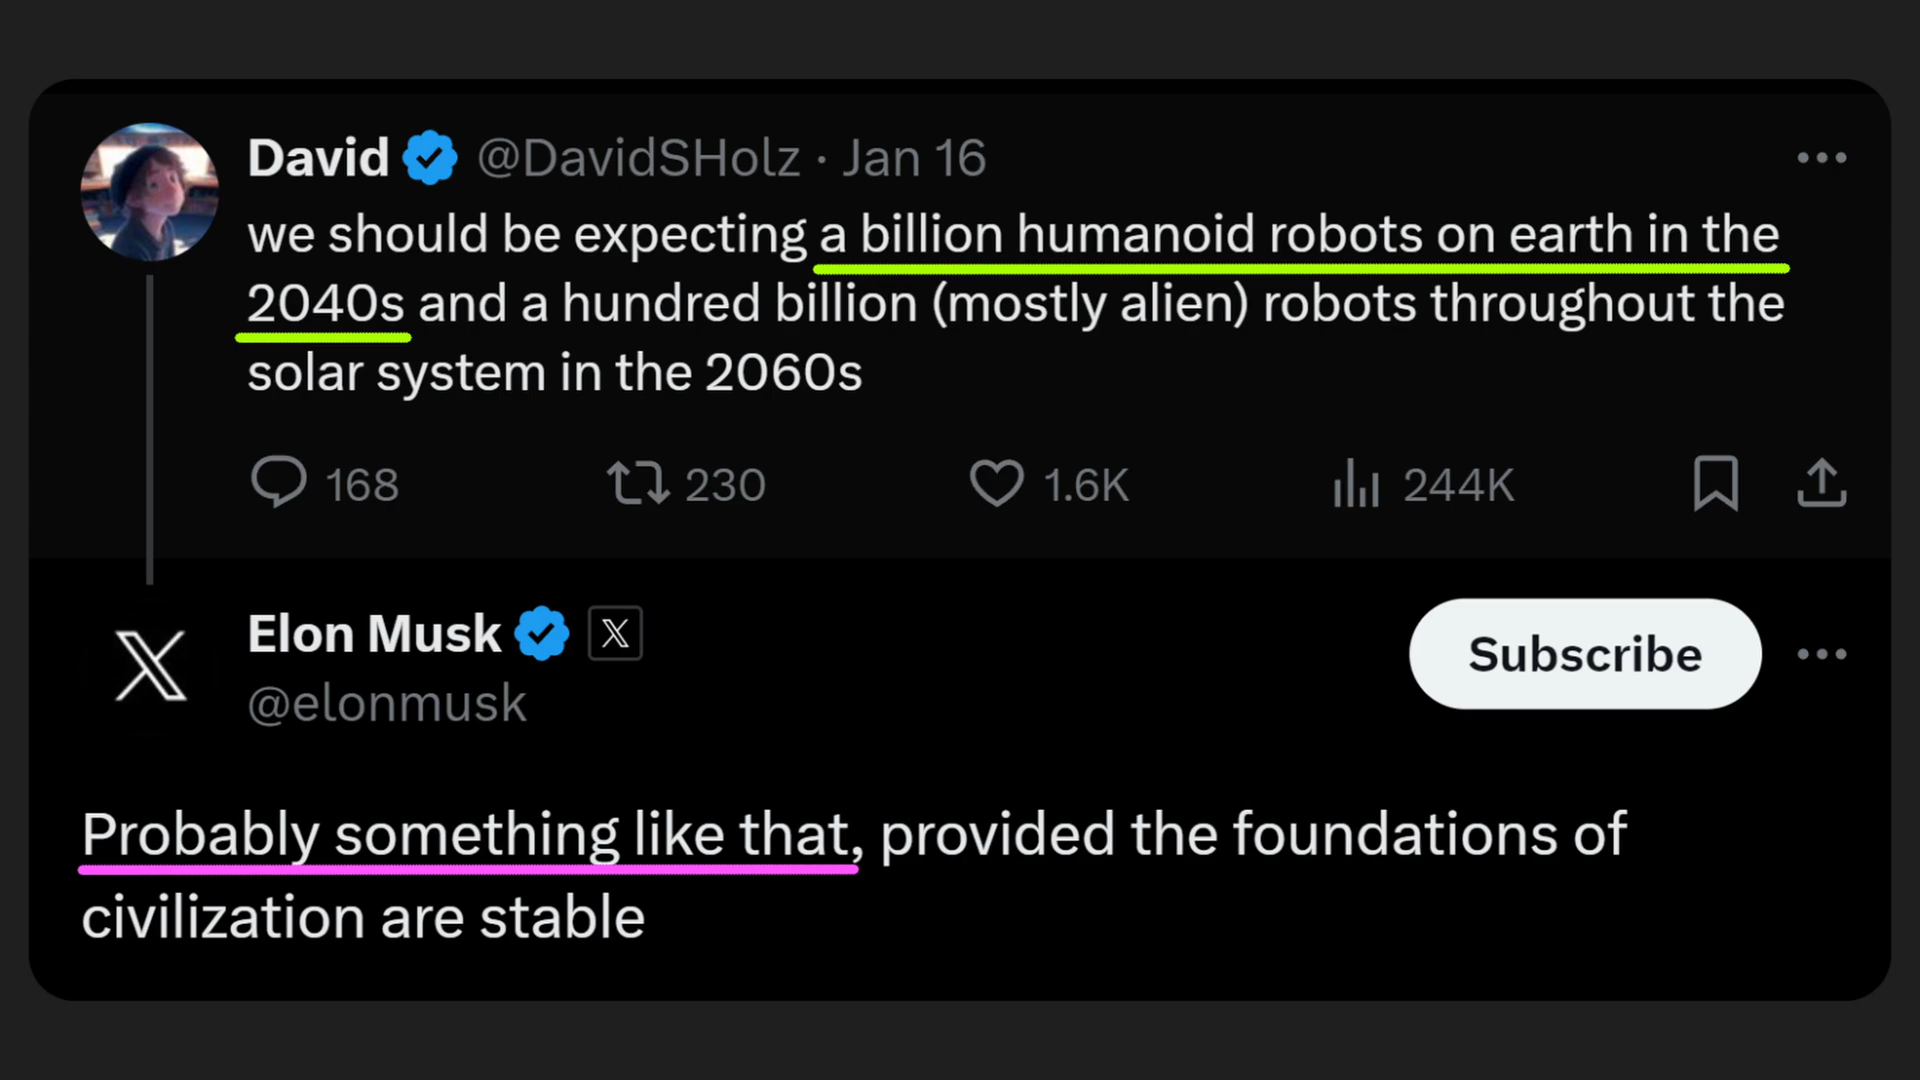 David @DavidSHolz · Jan 16
we should be expecting a billion humanoid robots on earth in the
2040s and a hundred billion (mostly alien) robots throughout the
solar system in the 2060s
168 230 1.6K 244K
Elon Musk
Subscribe
@elonmusk
Probably something like that, provided the foundations of
civilization are stable